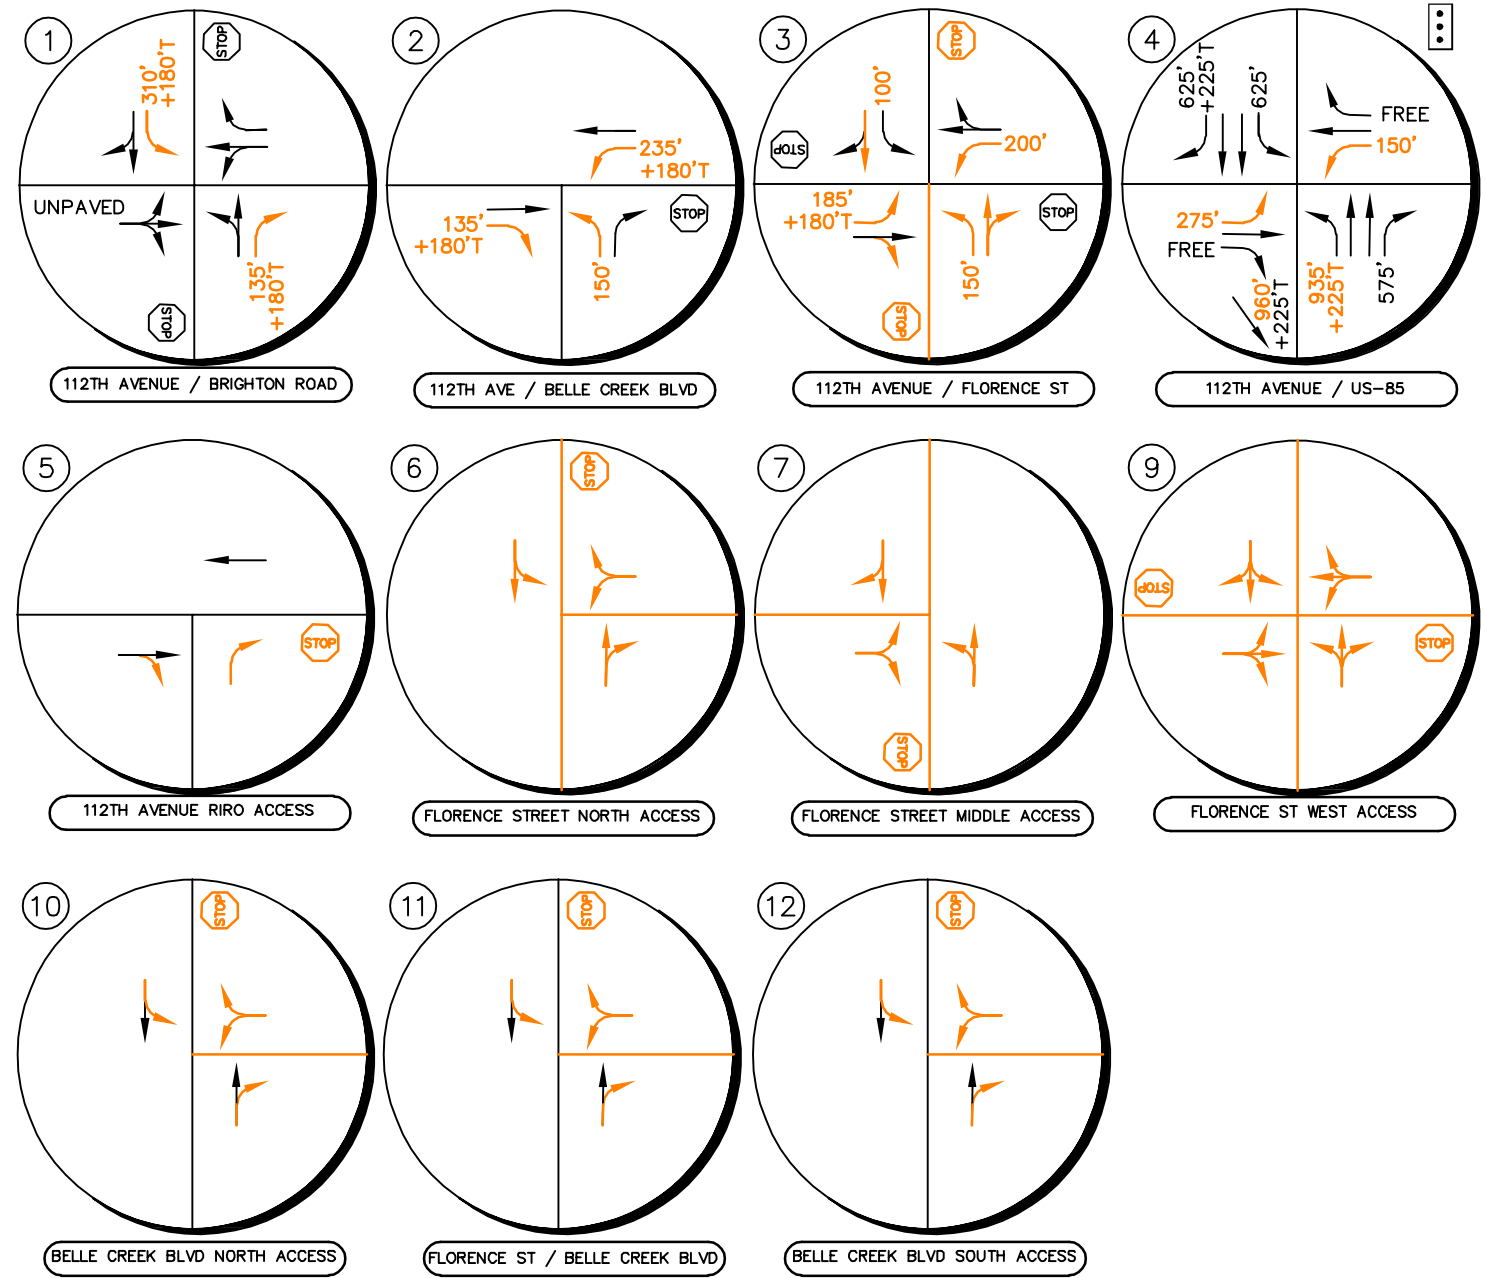 1
310'
+180'T
STOP
UNPAVED
135'
+180'T
STOP
112TH AVENUE / BRIGHTON ROAD
2
235'
+180'T
135'
+180'T
150'
STOP
112TH AVE / BELLE CREEK BLVD
3
100'
STOP
STOP
200'
185'
+180'T
150'
STOP
STOP
112TH AVENUE / FLORENCE ST
4
625'
+225'T
625'
FREE
150'
275'
FREE
960'
+225'T
935'
+225'T
575'
112TH AVENUE / US-85
5
STOP
112TH AVENUE RIRO ACCESS
6
STOP
FLORENCE STREET NORTH ACCESS
7
STOP
FLORENCE STREET MIDDLE ACCESS
9
STOP
STOP
FLORENCE ST WEST ACCESS
10
STOP
BELLE CREEK BLVD NORTH ACCESS
11
STOP
FLORENCE ST / BELLE CREEK BLVD
12
STOP
BELLE CREEK BLVD SOUTH ACCESS